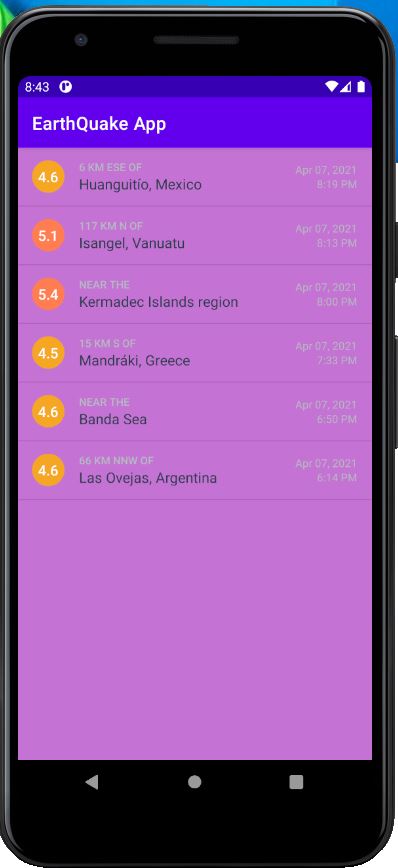 8:43
EarthQuake App
4.6
6 KM ESE OF
Huanguitío, Mexico
Apr 07, 2021
8:19 PM
5.1
117 KM N OF
Isangel, Vanuatu
Apr 07, 2021
8:13 PM
5.4
NEAR THE
Kermadec Islands region
Apr 07, 2021
8:00 PM
4.5
15 KM S OF
Mandráki, Greece
Apr 07, 2021
7:33 PM
4.6
NEAR THE
Banda Sea
Apr 07, 2021
6:50 PM
4.6
66 KM NNW OF
Las Ovejas, Argentina
Apr 07, 2021
6:14 PM